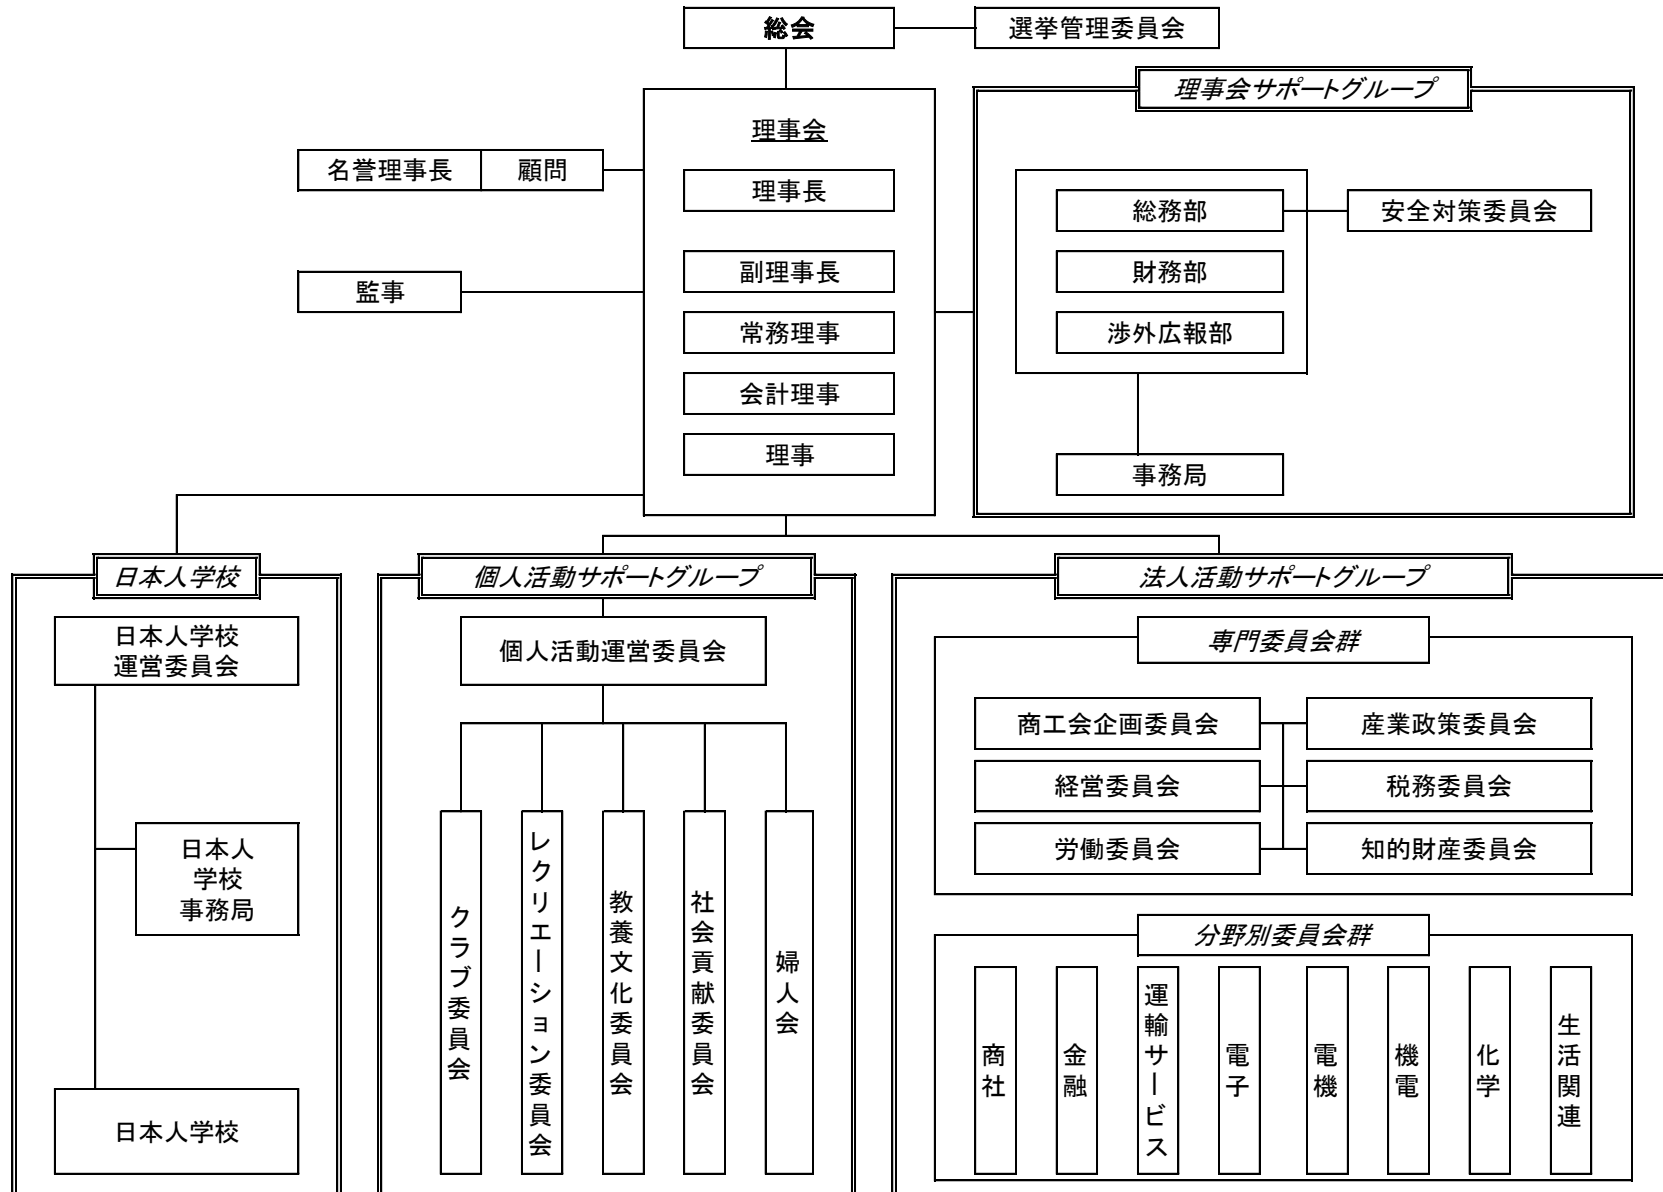 総会
選挙管理委員会
理事会サポートグループ
理事会
名誉理事長
顧問
理事長
総務部
安全対策委員会
副理事長
財務部
監事
常務理事
渉外広報部
会計理事
理事
事務局
日本人学校
個人活動サポートグループ
法人活動サポートグループ
日本人学校
運営委員会
個人活動運営委員会
専門委員会群
商工会企画委員会
産業政策委員会
経営委員会
税務委員会
労働委員会
知的財産委員会
日本人
学校
事務局
クラブ委員会
レクリエーション委員会
教養文化委員会
社会貢献委員会
婦人会
分野別委員会群
商社
金融
運輸サービス
電子
電機
機電
化学
生活関連
日本人学校